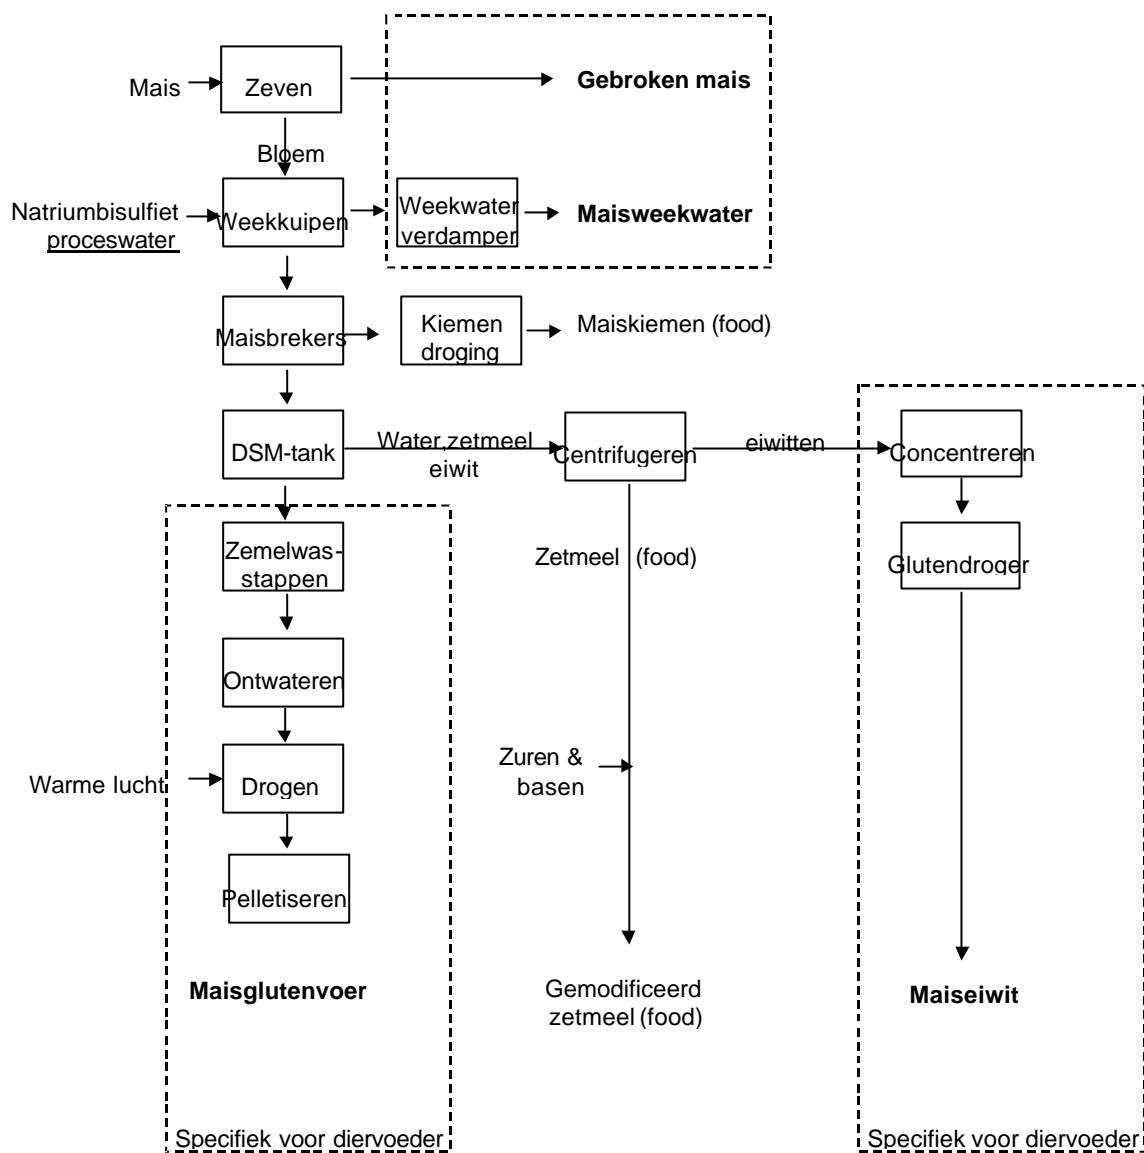 Mais
Zeven
Gebroken mais
Bloem
Natriumbisulfiet
proceswater
Weekkuipen
Weekwater
verdamper
Maisweekwater
Maisbrekers
Kiemen
droging
Maiskiemen (food)
DSM-tank
Water,zetmeel
eiwit
Centrifugeren
eiwitten
Concentreren
Zemelwas-
stappen
Zetmeel (food)
Glutendroger
Ontwateren
Warme lucht
Drogen
Zuren &
basen
Pelletiseren
Maisglutenvoer
Gemodificeerd
zetmeel (food)
Maiseiwit
Specifiek voor diervoeder
Specifiek voor diervoeder